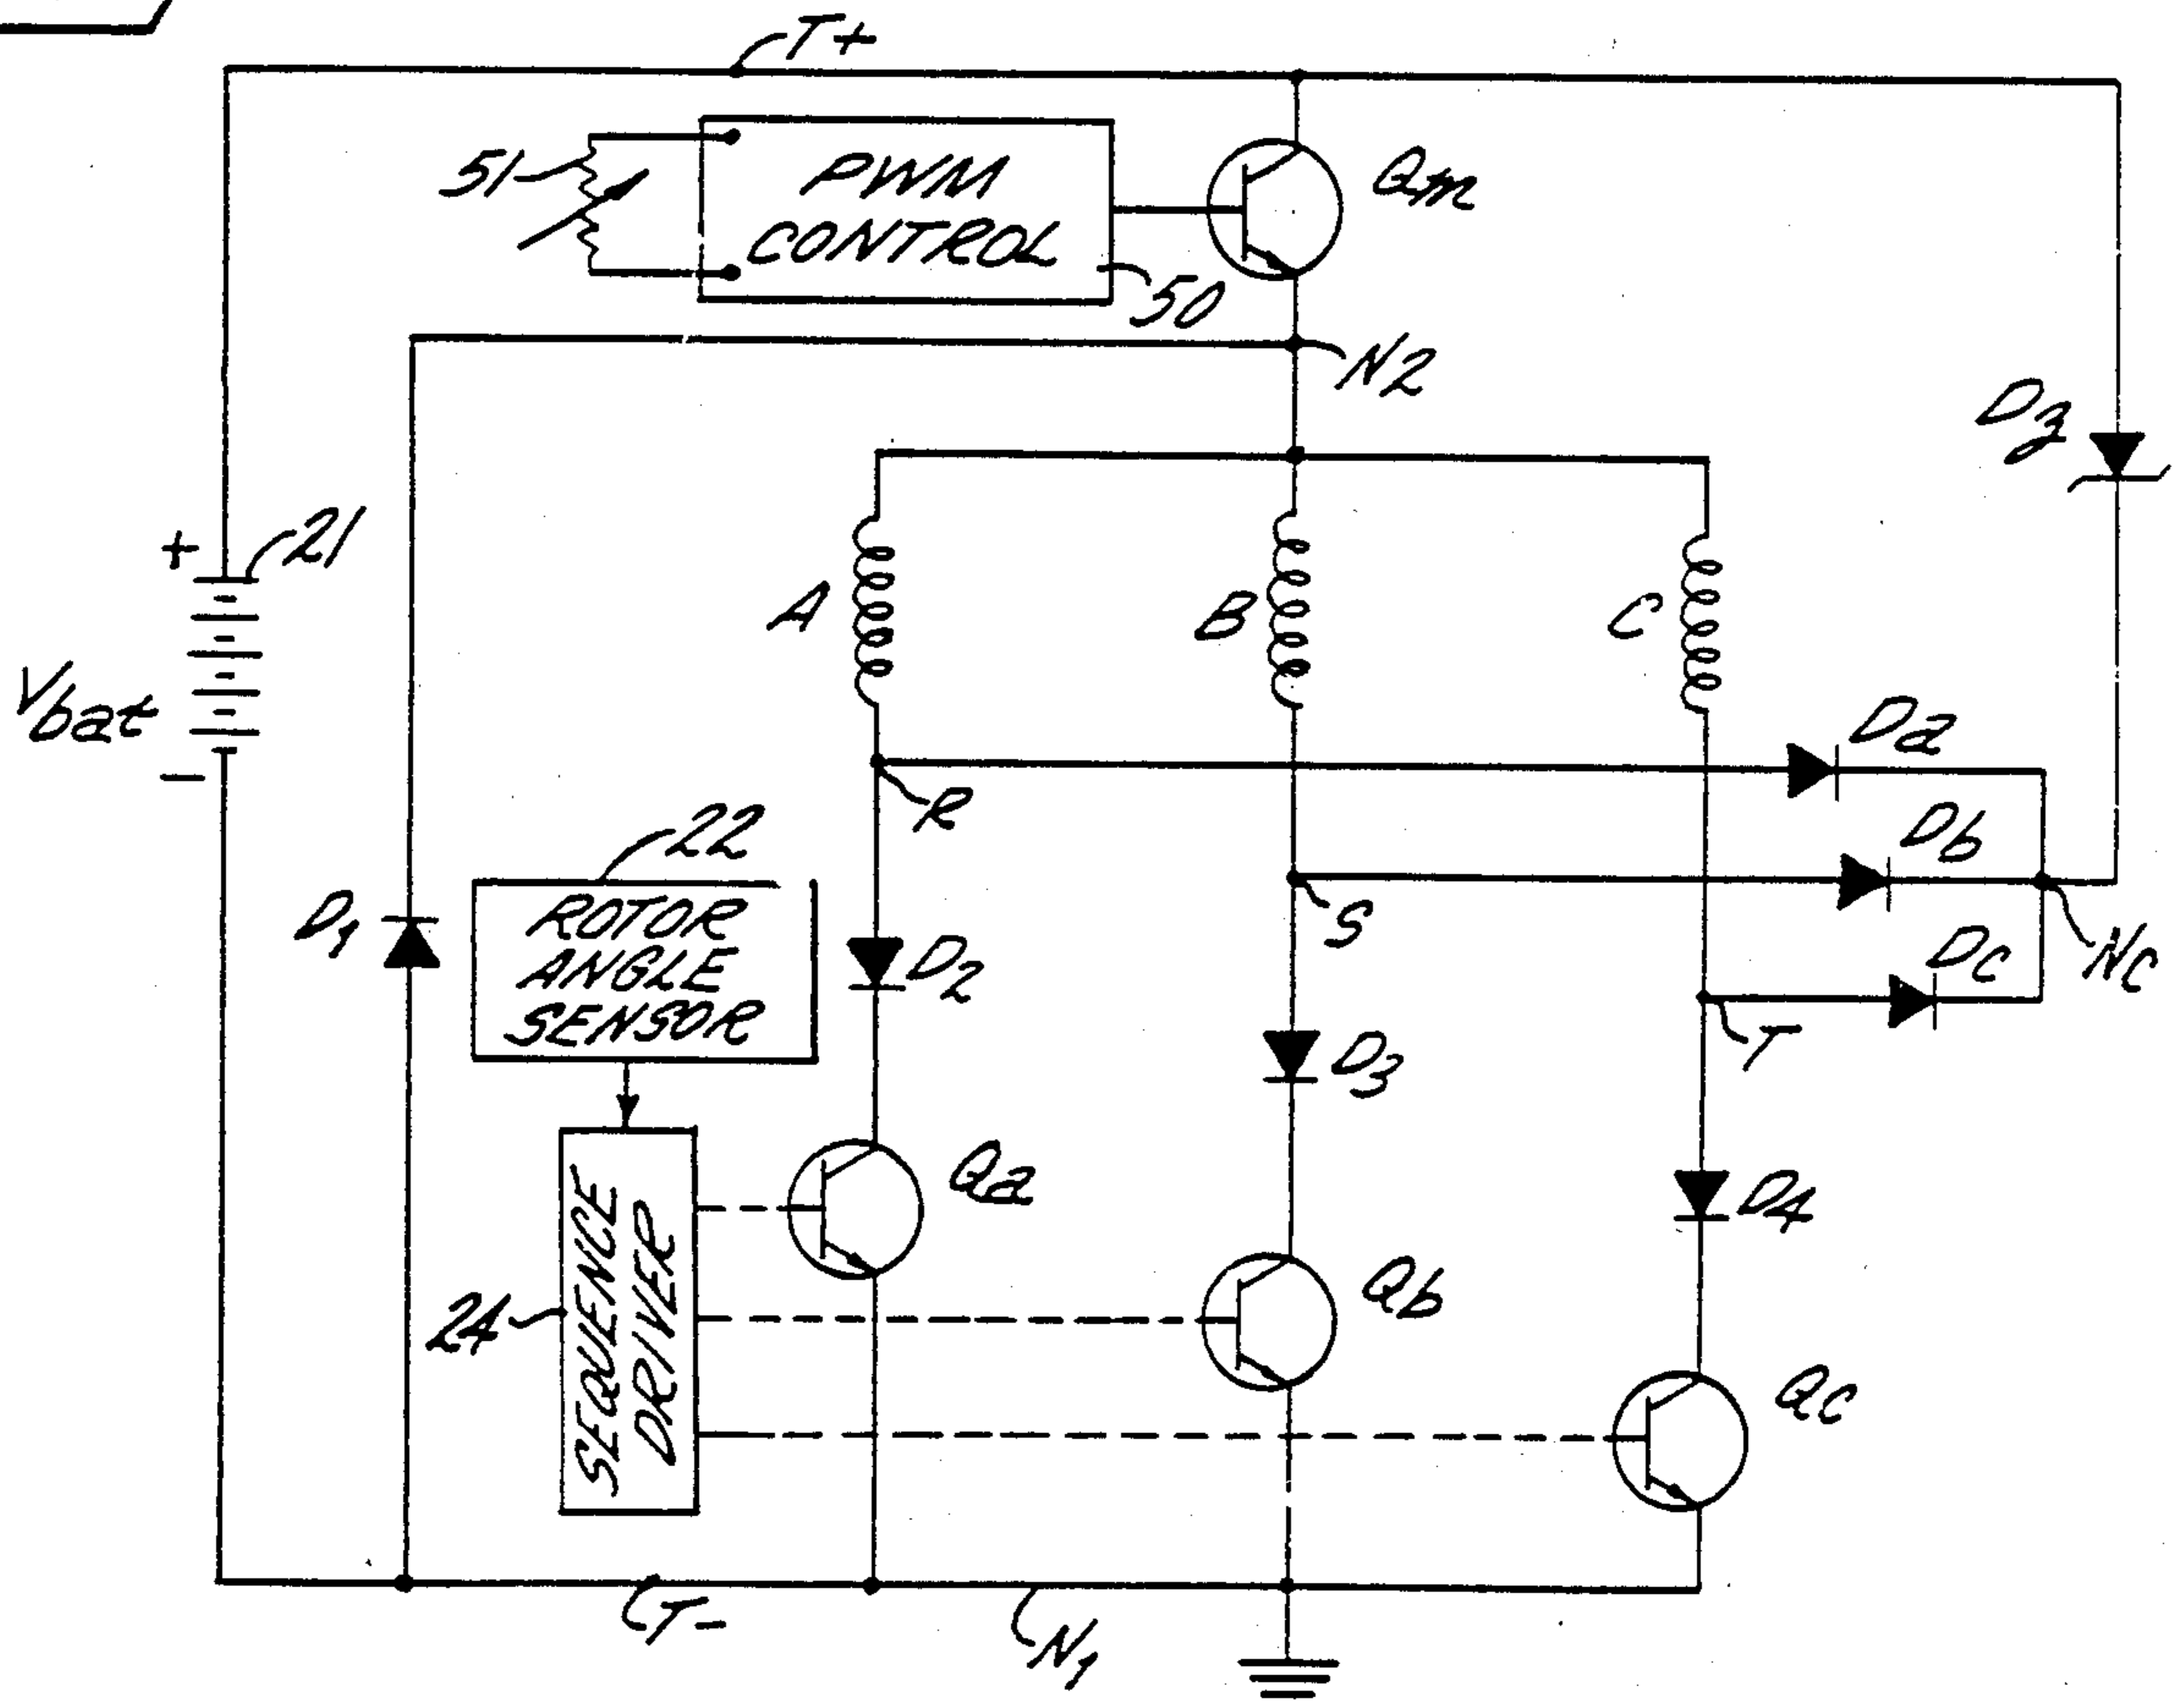 T+
51
PWM
CONTROL
Qm
50
N2
Dz
+
21
A
B
C
Vbat
−
Da
R
Db
22
D1
ROTOR
ANGLE
SENSOR
D2
S
Dc
Nc
T
D3
Qa
D4
24
SEQUENCE
DRIVER
Qb
Qc
T-
N1